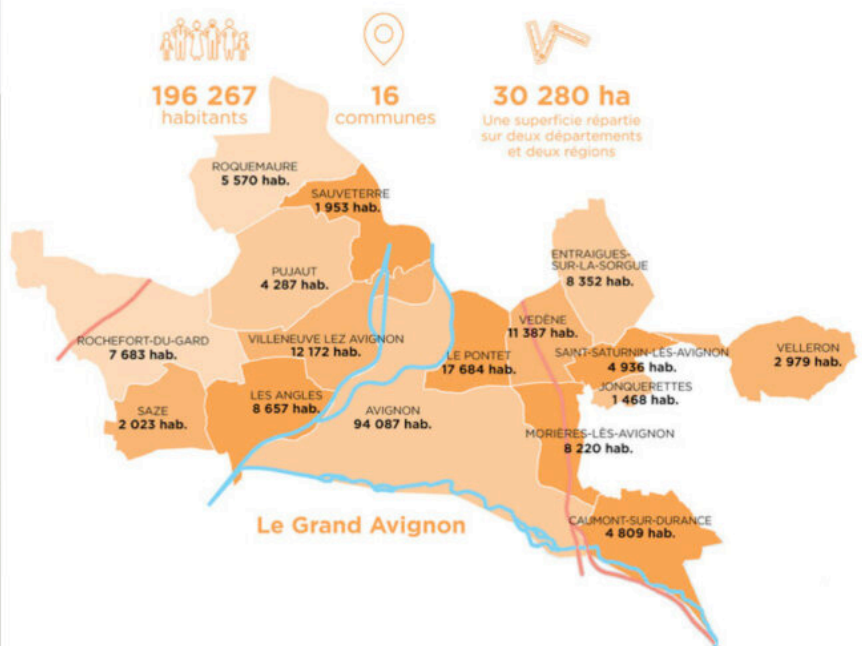 196 267
habitants
16
communes
30 280 ha
Une superficie répartie
sur deux départements
et deux régions
ROQUEMAURE
5 570 hab.
SAUVETERRE
1 953 hab.
PUJAUT
4 287 hab.
ENTRAIGUES-
SUR-LA-SORGUE
8 352 hab.
ROCHEFORT-DU-GARD
7 683 hab.
VILLENEUVE LEZ AVIGNON
12 172 hab.
LE PONTET
17 684 hab.
VEDÈNE
11 387 hab.
SAINT-SATURNIN-LÈS-AVIGNON
4 936 hab.
VELLERON
2 979 hab.
JONQUERETTES
1 468 hab.
SAZE
2 023 hab.
LES ANGLES
8 657 hab.
AVIGNON
94 087 hab.
MORIÈRES-LÈS-AVIGNON
8 220 hab.
CAUMONT-SUR-DURANCE
4 809 hab.
Le Grand Avignon